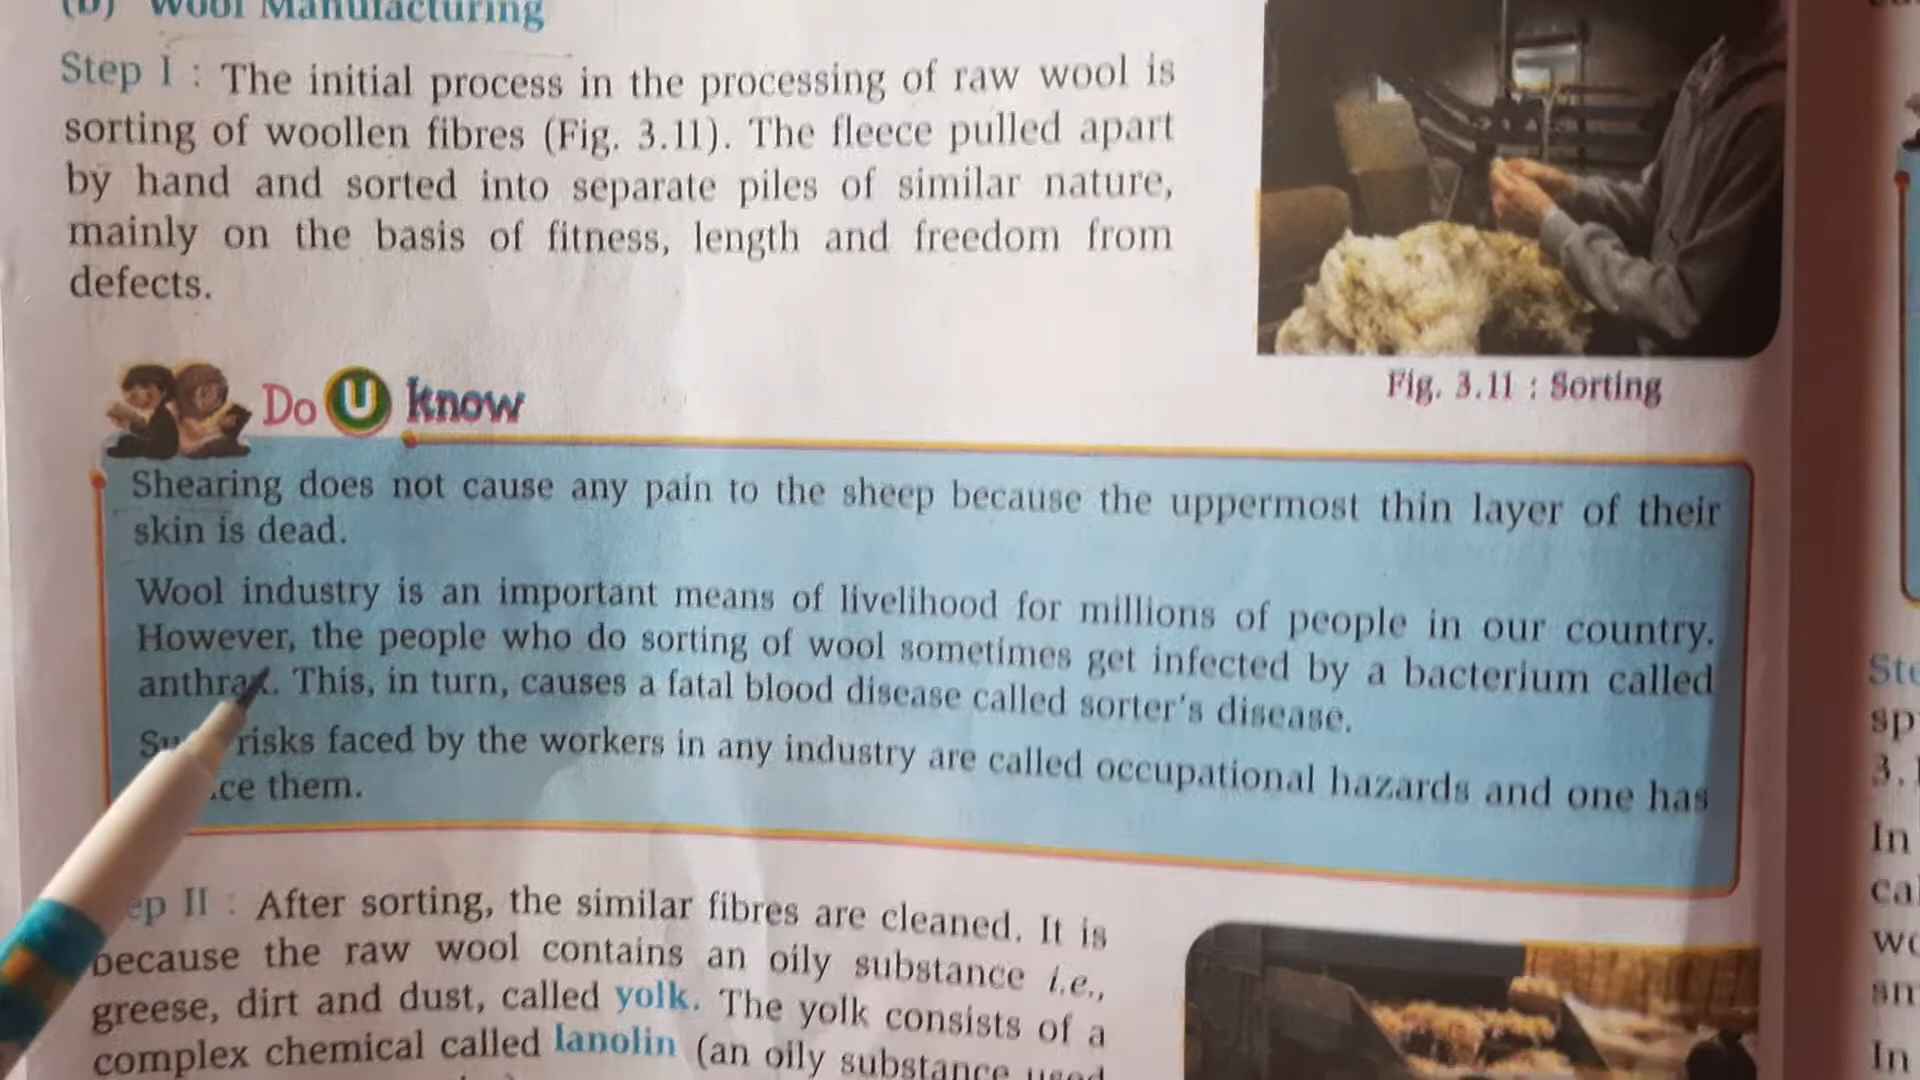 (b) Wool Manufacturing
Step I : The initial process in the processing of raw wool is
sorting of woollen fibres (Fig. 3.11). The fleece pulled apart
by hand and sorted into separate piles of similar nature,
mainly on the basis of fitness, length and freedom from
defects.
Fig. 3.11 : Sorting
Do U know
Shearing does not cause any pain to the sheep because the uppermost thin layer of their
skin is dead.
Wool industry is an important means of livelihood for millions of people in our country.
However, the people who do sorting of wool sometimes get infected by a bacterium called
anthrax. This, in turn, causes a fatal blood disease called sorter's disease.
risks faced by the workers in any industry are called occupational hazards and one has
them.
II : After sorting, the similar fibres are cleaned. It is
because the raw wool contains an oily substance i.e.,
greese, dirt and dust, called yolk. The yolk consists of a
complex chemical called lanolin (an oily substance used
3.1
In
In